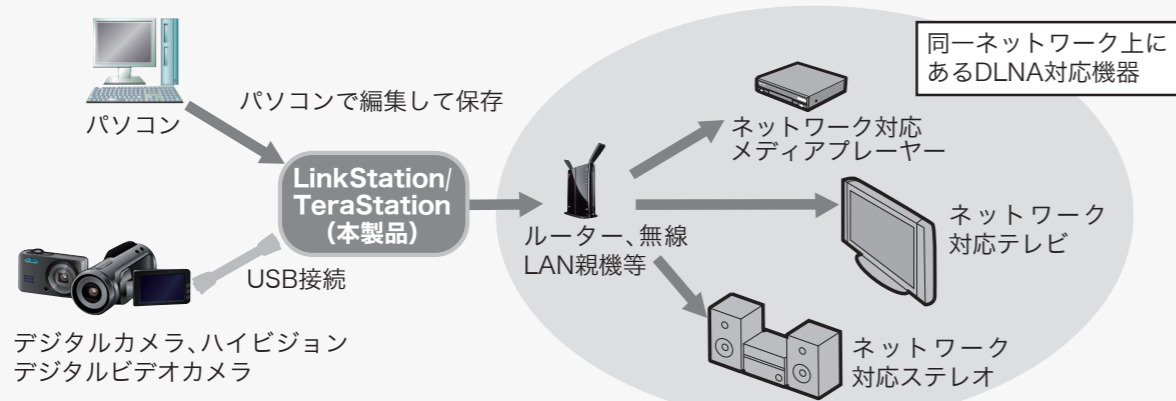 同一ネットワーク上に
あるDLNA対応機器
パソコンで編集して保存
パソコン
ネットワーク対応
メディアプレーヤー
LinkStation/
TeraStation
（本製品）
ルーター、無線
LAN親機等
ネットワーク
対応テレビ
USB接続
デジタルカメラ、ハイビジョン
デジタルビデオカメラ
ネットワーク
対応ステレオ